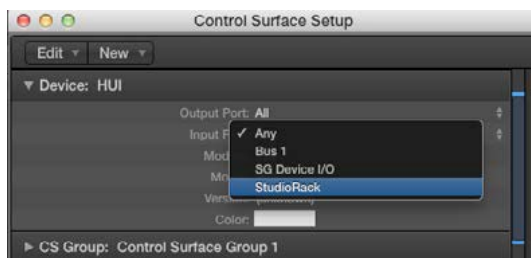 Control Surface Setup
Edit New
Device: HUI
Output Port: All
Input P
Any
Bus 1
SG Device I/O
StudioRack
Color:
CS Group: Control Surface Group 1